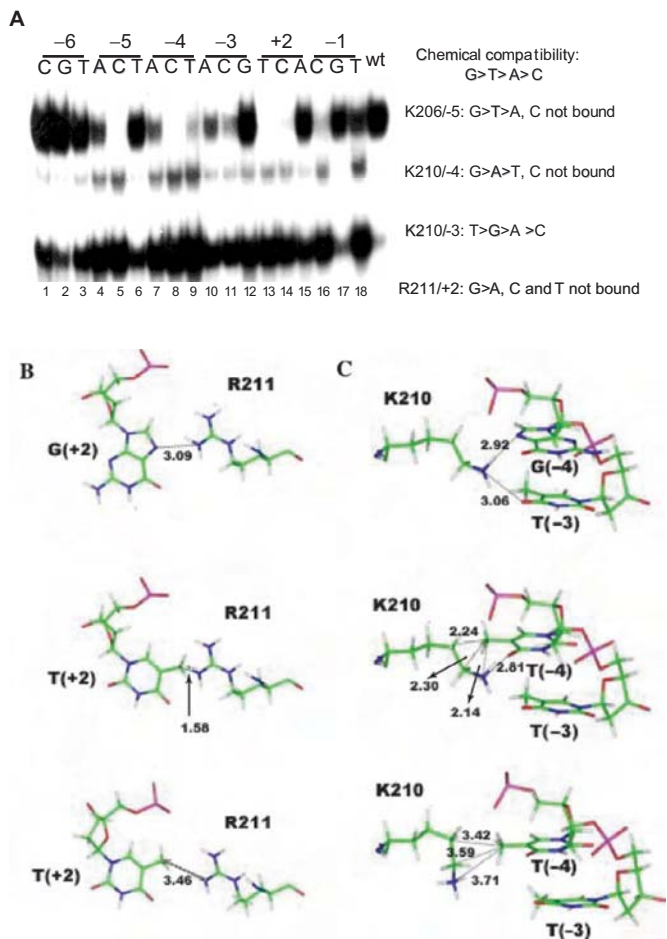 A
−6 −5 −4 −3 +2 −1
C G T A C T A C T A C G T C A C G T wt
Chemical compatibility:
G>T>A>C
K206/-5: G>T>A, C not bound
K210/-4: G>A>T, C not bound
K210/-3: T>G>A >C
1 2 3 4 5 6 7 8 9 10 11 12 13 14 15 16 17 18
R211/+2: G>A, C and T not bound
B
R211
G(+2)
3.09
R211
T(+2)
1.58
R211
T(+2)
3.46
C
K210
2.92
G(−4)
3.06
T(−3)
K210
2.24
2.81
T(−4)
2.30
2.14
T(−3)
K210
3.42
3.59
T(−4)
3.71
T(−3)